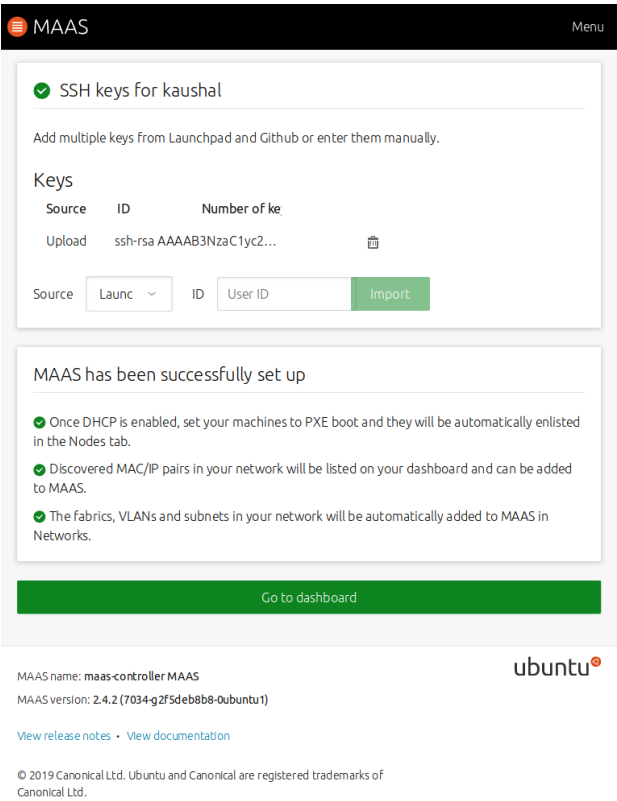 MAAS Menu
SSH keys for kaushal
Add multiple keys from Launchpad and Github or enter them manually.
Keys
Source ID Number of ke
Upload ssh-rsa AAAAB3NzaC1yc2...
Source Launc ID User ID Import
MAAS has been successfully set up
Once DHCP is enabled, set your machines to PXE boot and they will be automatically enlisted
in the Nodes tab.
Discovered MAC/IP pairs in your network will be listed on your dashboard and can be added
to MAAS.
The fabrics, VLANs and subnets in your network will be automatically added to MAAS in
Networks.
Go to dashboard
ubuntu
MAAS name: maas-controller MAAS
MAAS version: 2.4.2 (7034-g2f5deb8b8-0ubuntu1)
View release notes • View documentation
© 2019 Canonical Ltd. Ubuntu and Canonical are registered trademarks of
Canonical Ltd.